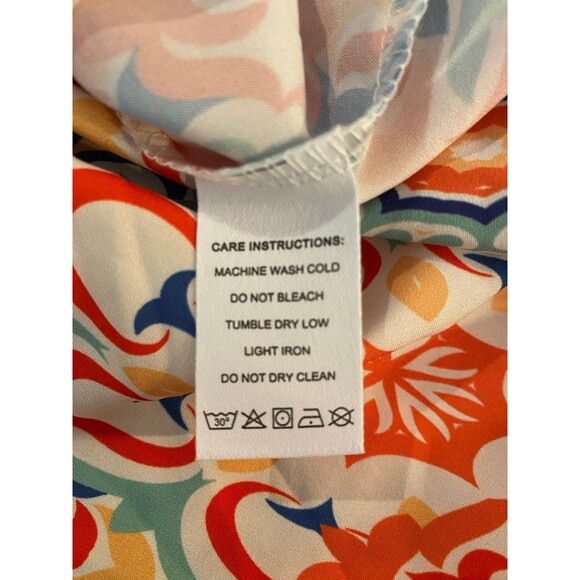 CARE INSTRUCTIONS:
MACHINE WASH COLD
DO NOT BLEACH
TUMBLE DRY LOW
LIGHT IRON
DO NOT DRY CLEAN
30°